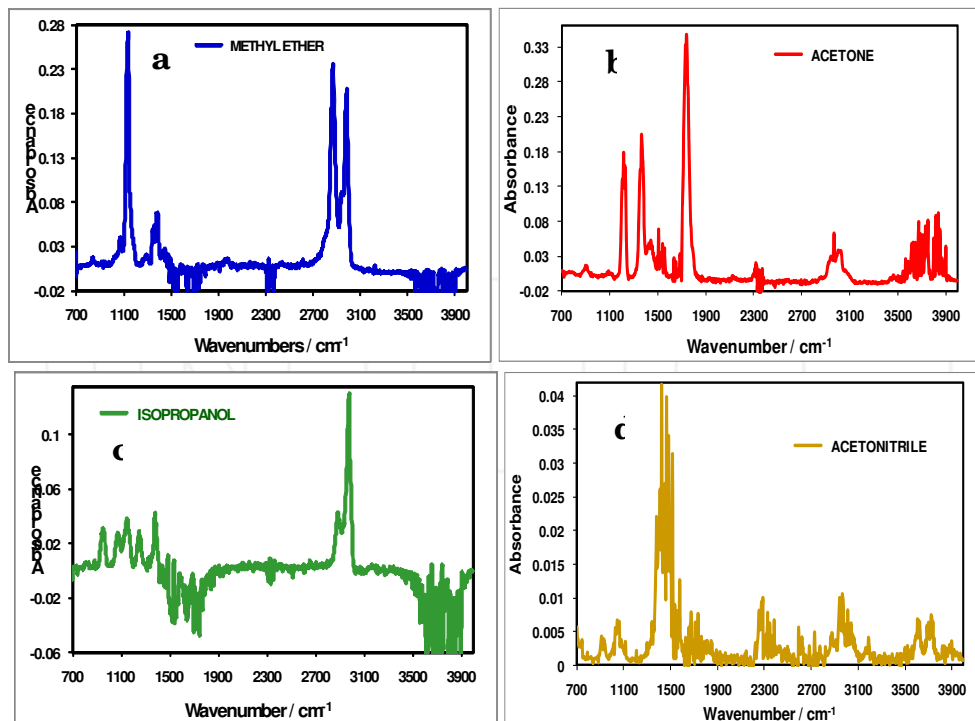 0.28
0.23
0.18
0.13
0.08
0.03
-0.02
Absorbance
a
METHYL ETHER
700 1100 1500 1900 2300 2700 3100 3500 3900
Wavenumbers / cm-1
0.33
0.28
0.23
0.18
0.13
0.08
0.03
-0.02
Absorbance
b
ACETONE
700 1100 1500 1900 2300 2700 3100 3500 3900
Wavenumber / cm-1
0.1
0.06
0.02
-0.02
-0.06
Absorbance
c
ISOPROPANOL
700 1100 1500 1900 2300 2700 3100 3500 3900
Wavenumber / cm-1
0.04
0.035
0.03
0.025
0.02
0.015
0.01
0.005
0
Absorbance
d
ACETONITRILE
700 1100 1500 1900 2300 2700 3100 3500 3900
Wavenumber / cm-1